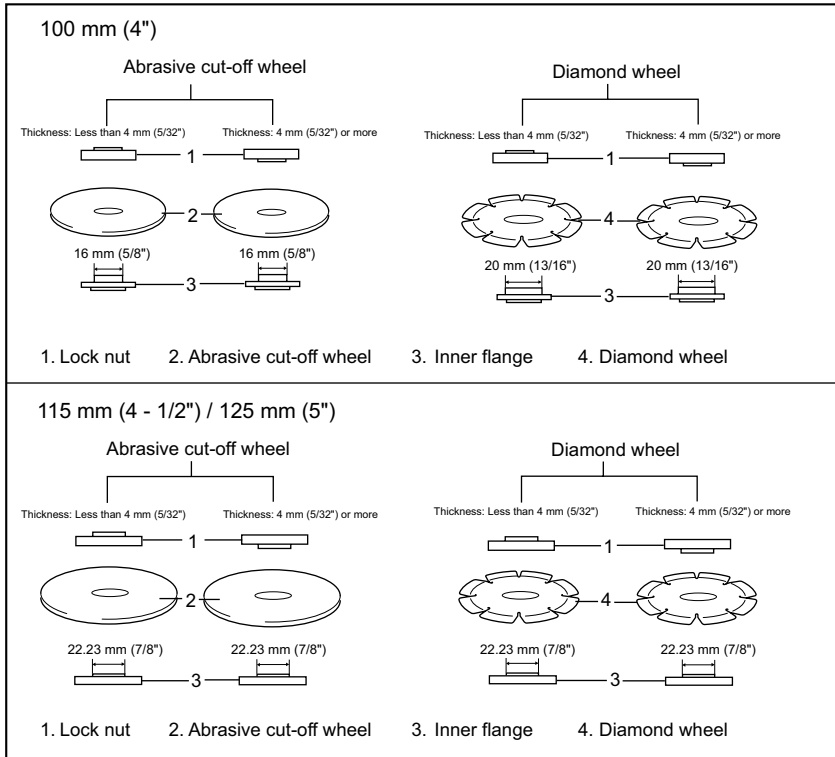 100 mm (4")
Abrasive cut-off wheel
Diamond wheel
Thickness: Less than 4 mm (5/32")
Thickness: 4 mm (5/32") or more
Thickness: Less than 4 mm (5/32")
Thickness: 4 mm (5/32") or more
1
1
2
4
16 mm (5/8")
16 mm (5/8")
20 mm (13/16")
20 mm (13/16")
3
3
1. Lock nut 2. Abrasive cut-off wheel 3. Inner flange 4. Diamond wheel
115 mm (4 - 1/2") / 125 mm (5")
Abrasive cut-off wheel
Diamond wheel
Thickness: Less than 4 mm (5/32")
Thickness: 4 mm (5/32") or more
Thickness: Less than 4 mm (5/32")
Thickness: 4 mm (5/32") or more
1
1
2
4
22.23 mm (7/8")
22.23 mm (7/8")
22.23 mm (7/8")
22.23 mm (7/8")
3
3
1. Lock nut 2. Abrasive cut-off wheel 3. Inner flange 4. Diamond wheel